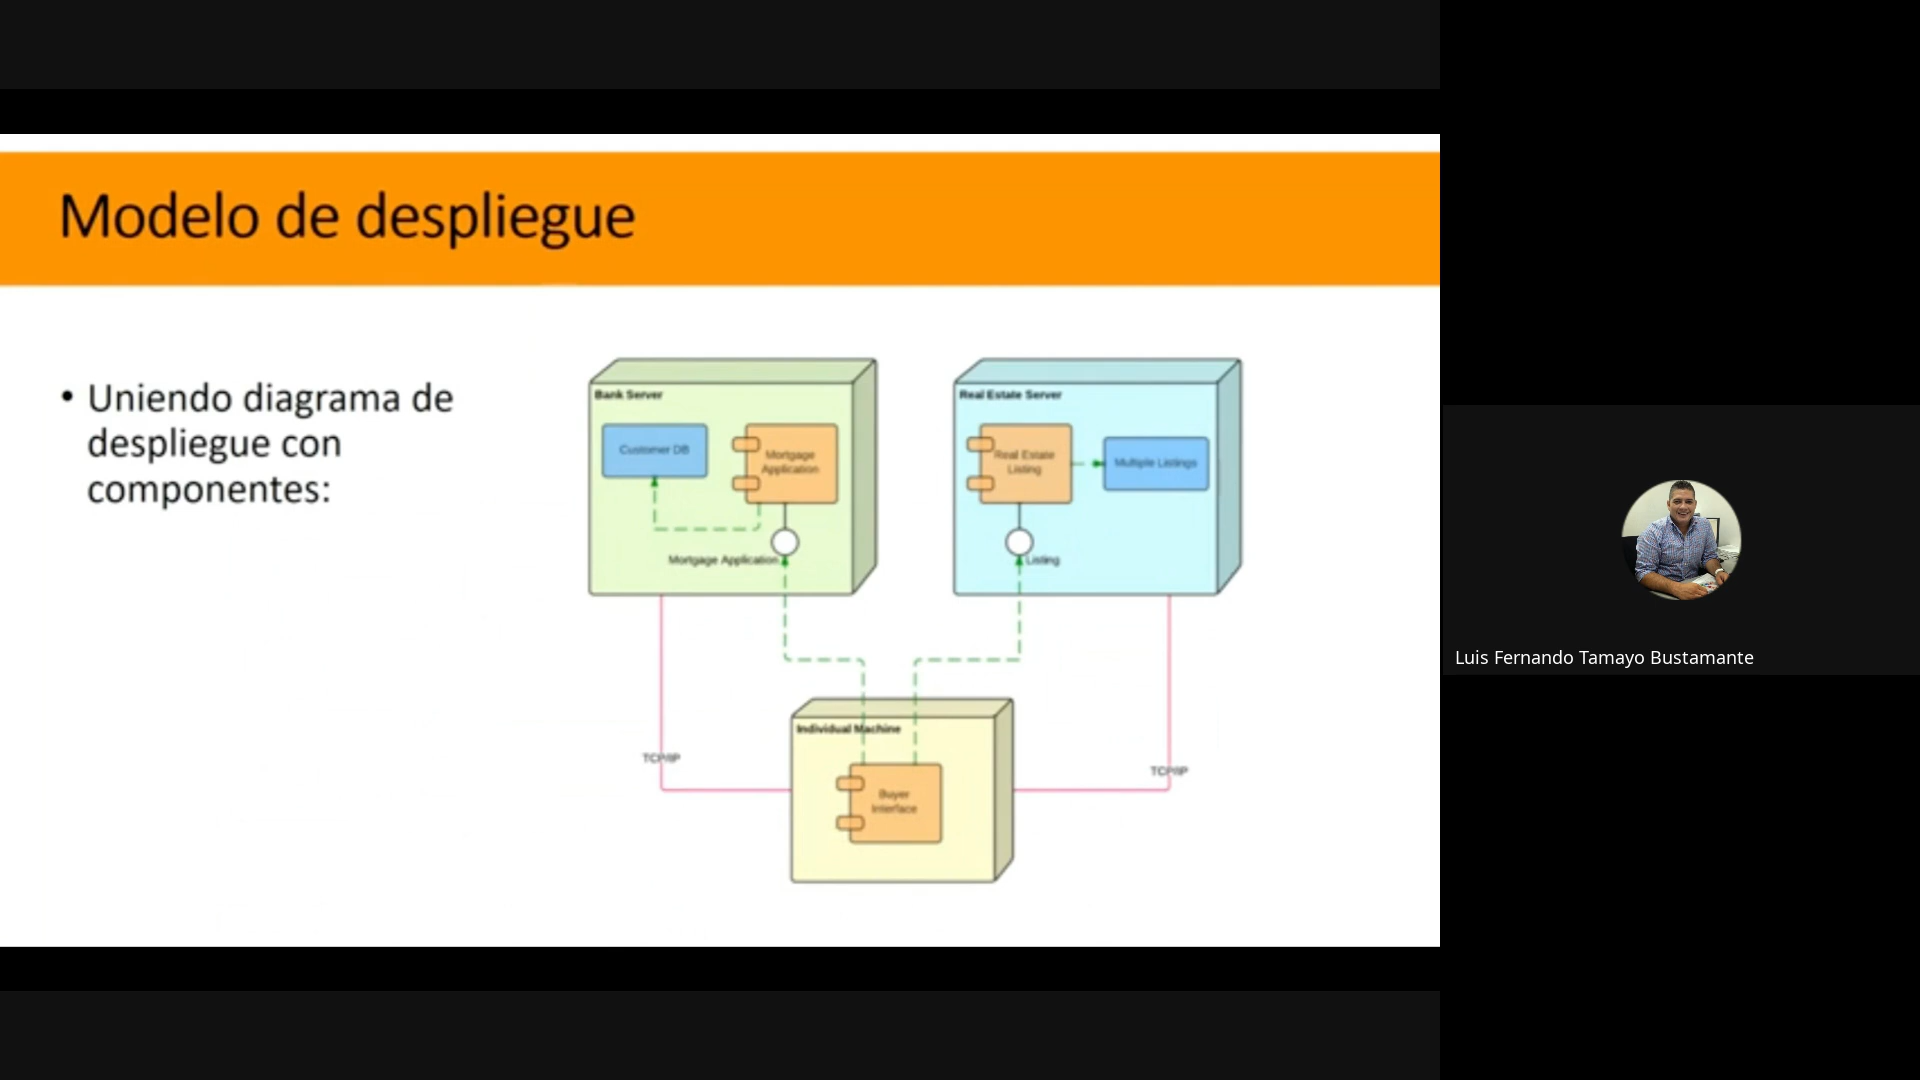 Modelo de despliegue
• Uniendo diagrama de
despliegue con
componentes:
Bank Server
Customer DB
Mortgage
Application
Mortgage Application
Real Estate Server
Real Estate
Listing
Multiple Listings
Listing
Individual Machine
TCP/IP
TCP/IP
Buyer
Interface
Luis Fernando Tamayo Bustamante